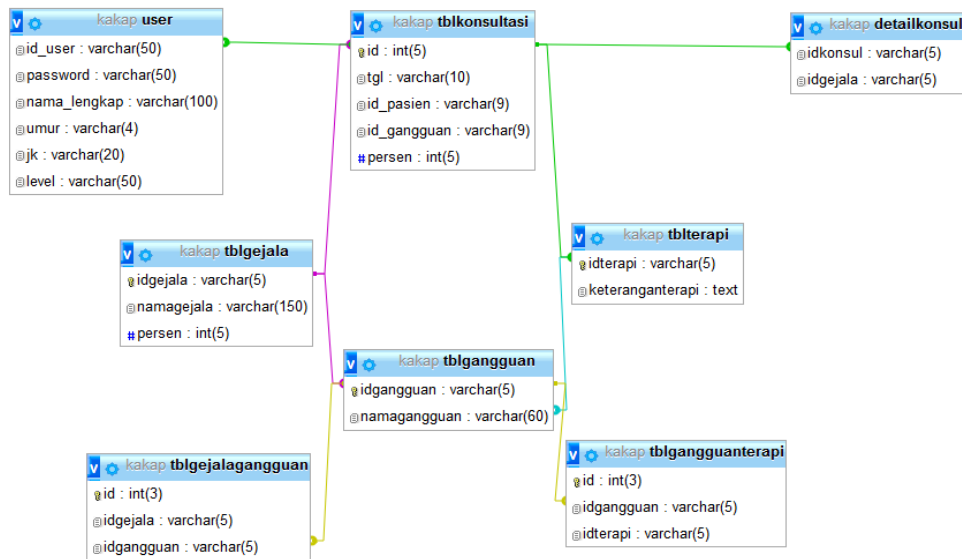 kakap user
id_user : varchar(50)
password : varchar(50)
nama_lengkap : varchar(100)
umur : varchar(4)
jk : varchar(20)
level : varchar(50)
kakap tblkonsultasi
id : int(5)
tgl : varchar(10)
id_pasien : varchar(9)
id_gangguan : varchar(9)
# persen : int(5)
kakap detailkonsul
idkonsul : varchar(5)
idgejala : varchar(5)
kakap tblgejala
idgejala : varchar(5)
namagejala : varchar(150)
# persen : int(5)
kakap tblterapi
idterapi : varchar(5)
keteranganterapi : text
kakap tblgangguan
idgangguan : varchar(5)
namagangguan : varchar(60)
kakap tblgejalagangguan
id : int(3)
idgejala : varchar(5)
idgangguan : varchar(5)
kakap tblgangguanterapi
id : int(3)
idgangguan : varchar(5)
idterapi : varchar(5)